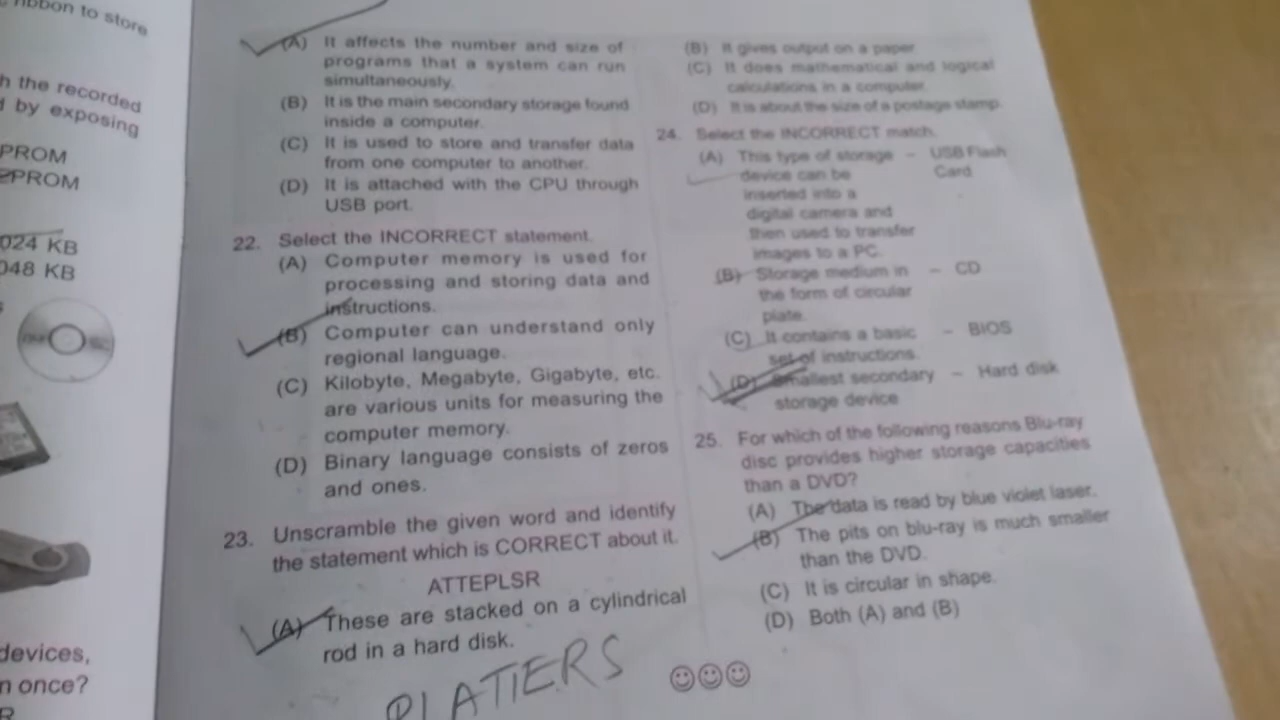 ribbon to store
h the recorded
d by exposing
PROM
2PROM
024 KB
048 KB
devices,
n once?
R
(A) It affects the number and size of
programs that a system can run
simultaneously.
(B) It is the main secondary storage found
inside a computer.
(C) It is used to store and transfer data
from one computer to another.
(D) It is attached with the CPU through
USB port.
22. Select the INCORRECT statement.
(A) Computer memory is used for
processing and storing data and
instructions.
(B) Computer can understand only
regional language.
(C) Kilobyte, Megabyte, Gigabyte, etc.
are various units for measuring the
computer memory.
(D) Binary language consists of zeros
and ones.
23. Unscramble the given word and identify
the statement which is CORRECT about it.
ATTEPLSR
(A) These are stacked on a cylindrical
rod in a hard disk.
PLATTERS
(B) It gives output on a paper.
(C) It does mathematical and logical
calculations in a computer.
(D) It is about the size of a postage stamp.
24. Select the INCORRECT match.
(A) This type of storage – USB Flash
device can be Card
inserted into a
digital camera and
then used to transfer
images to a PC.
(B) Storage medium in – CD
the form of circular
plate.
(C) It contains a basic – BIOS
set of instructions.
(D) Smallest secondary – Hard disk
storage device
25. For which of the following reasons Blu-ray
disc provides higher storage capacities
than a DVD?
(A) The data is read by blue violet laser.
(B) The pits on blu-ray is much smaller
than the DVD.
(C) It is circular in shape.
(D) Both (A) and (B)